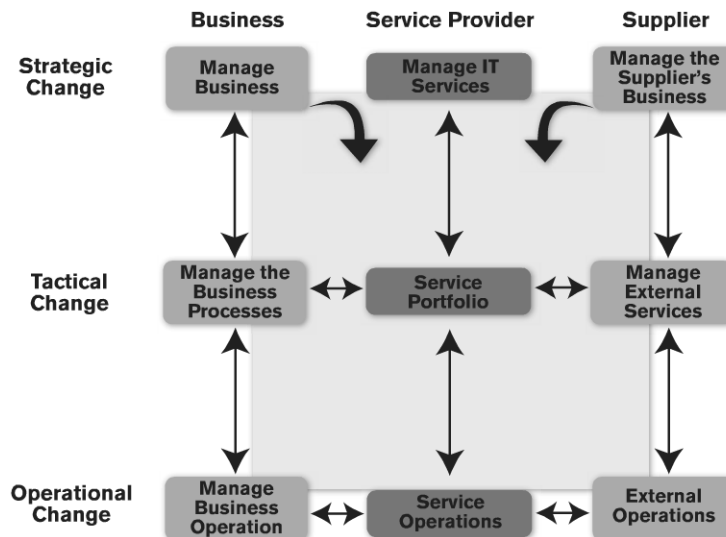 Business
Service Provider
Supplier
Strategic
Change
Manage
Business
Manage IT
Services
Manage the
Supplier's
Business
Tactical
Change
Manage the
Business
Processes
Service
Portfolio
Manage
External
Services
Operational
Change
Manage
Business
Operation
Service
Operations
External
Operations